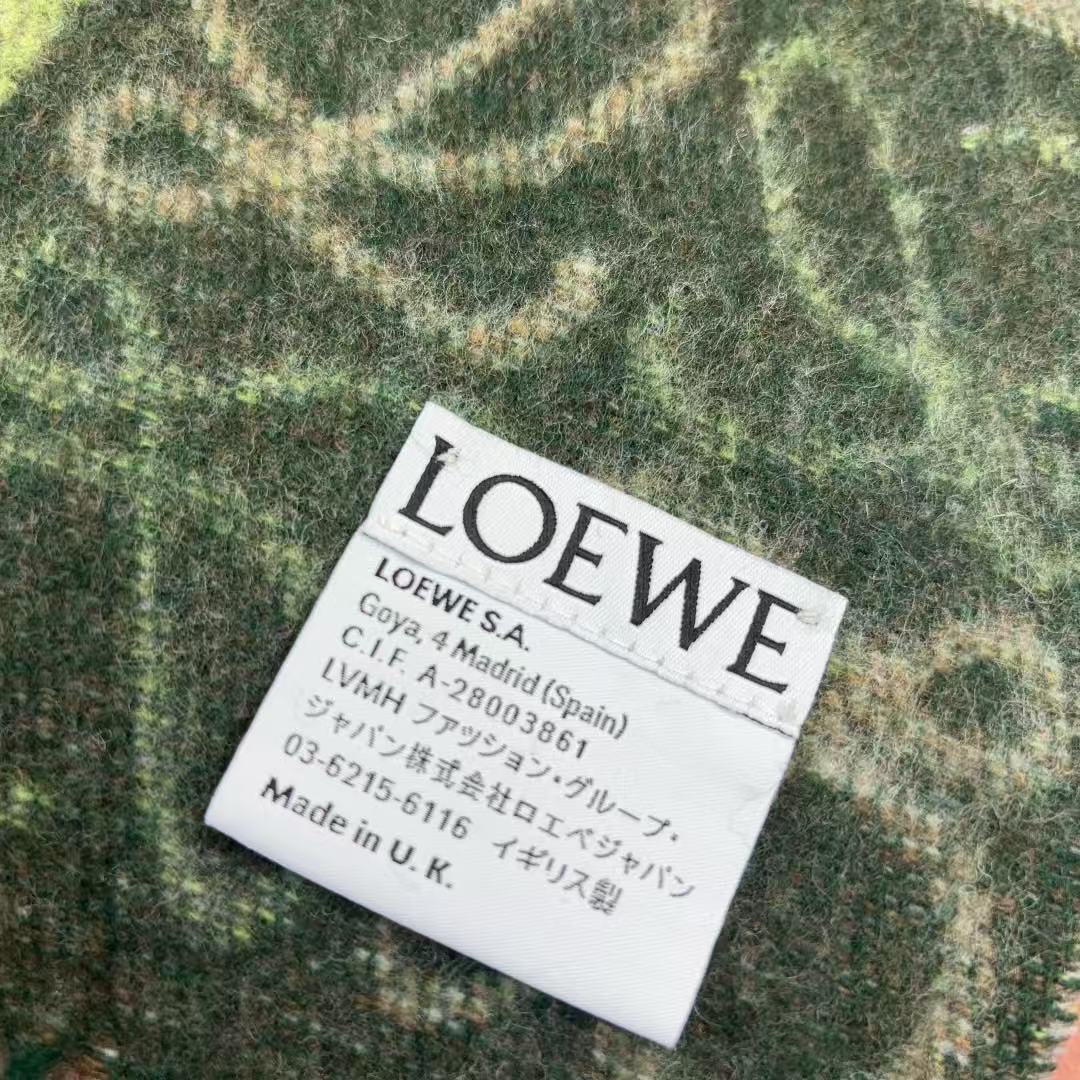 LOEWE
LOEWE S.A.
Goya, 4 Madrid (Spain)
C.I.F. A-28003861
LVMH ファッション・グループ・
ジャパン株式会社ロエベジャパン
03-6215-6116 イギリス製
Made in U. K.